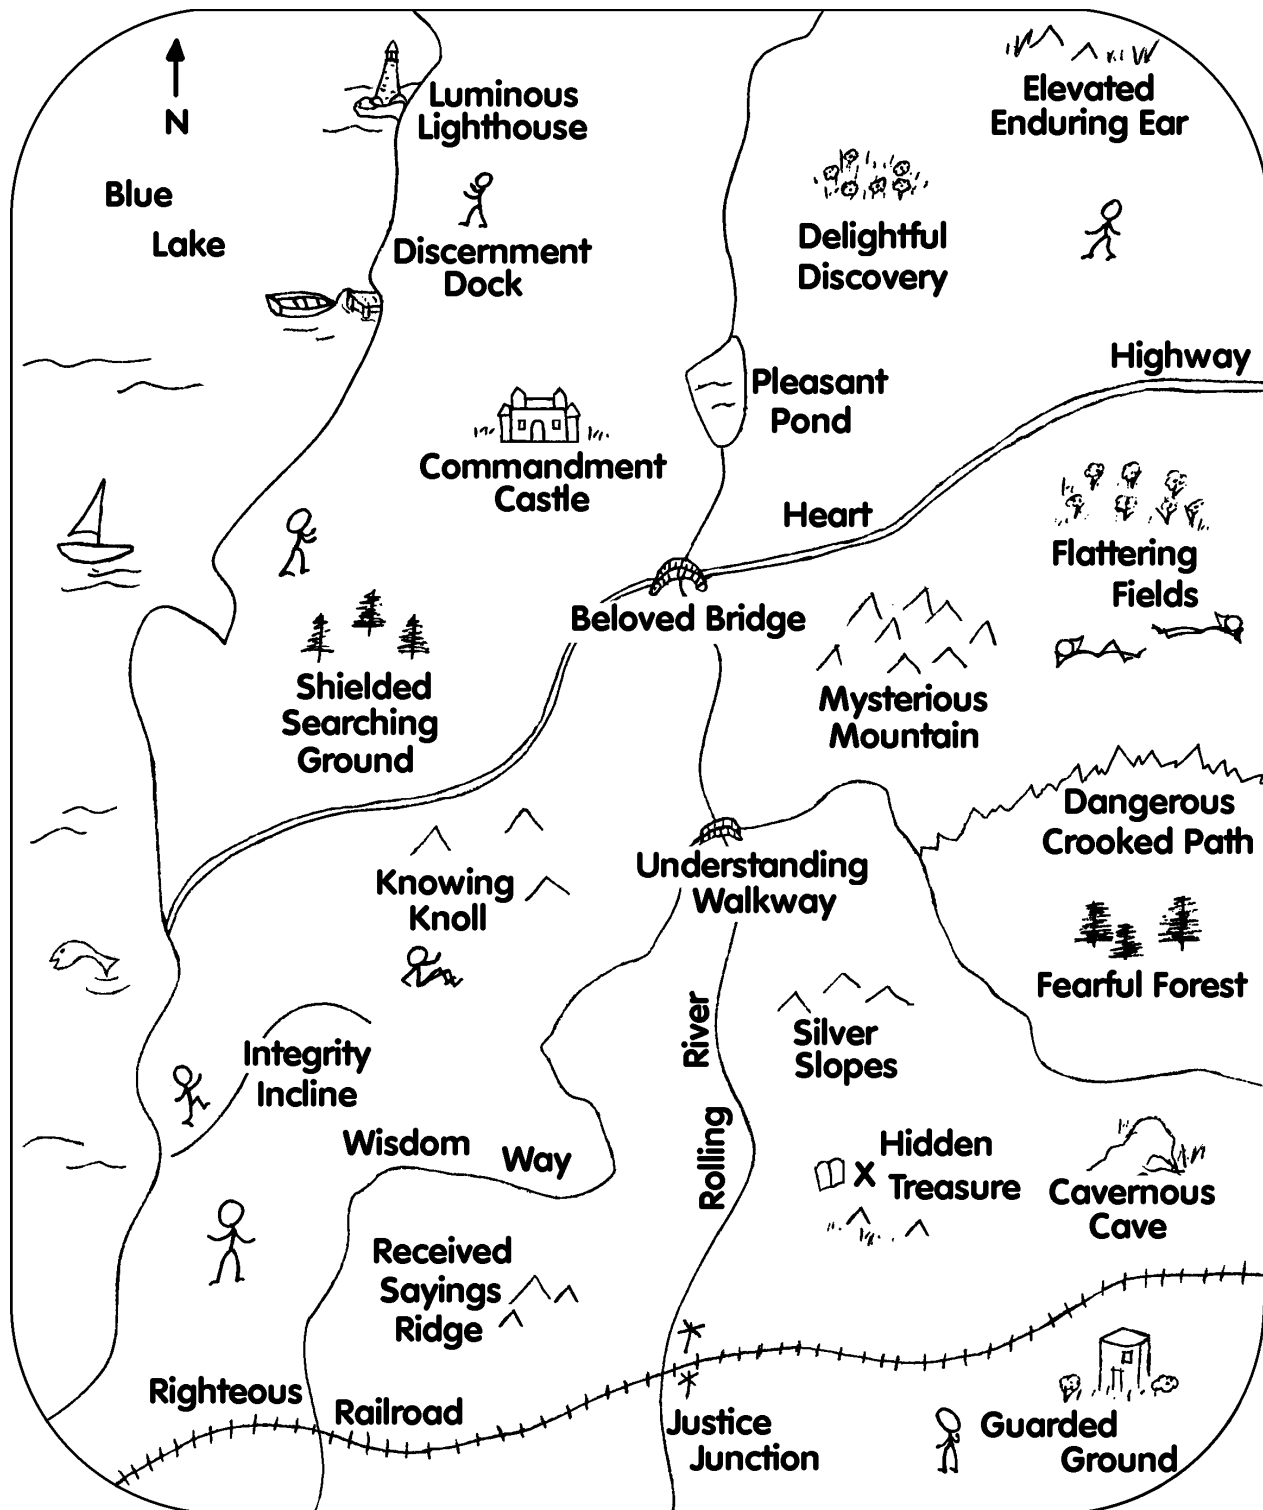 N
Blue
Lake
Luminous
Lighthouse
Discernment
Dock
Elevated
Enduring Ear
Delightful
Discovery
Highway
Pleasant
Pond
Commandment
Castle
Heart
Flattering
Fields
Beloved Bridge
Shielded
Searching
Ground
Mysterious
Mountain
Dangerous
Crooked Path
Knowing
Knoll
Understanding
Walkway
Fearful Forest
Integrity
Incline
River
Rolling
Silver
Slopes
Wisdom Way
Hidden
X Treasure
Cavernous
Cave
Received
Sayings
Ridge
Righteous
Railroad
Justice
Junction
Guarded
Ground